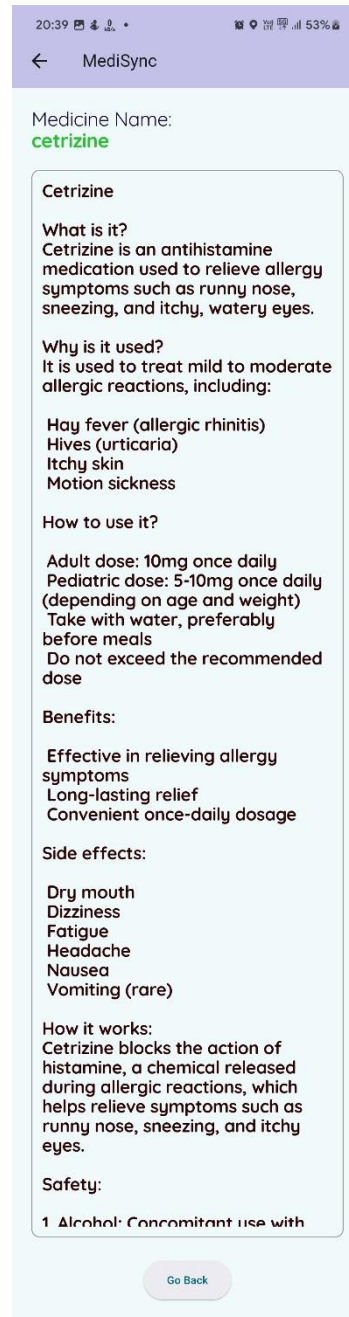 20:39
53%
MediSync
Medicine Name:
cetrizine
Cetrizine
What is it?
Cetrizine is an antihistamine
medication used to relieve allergy
symptoms such as runny nose,
sneezing, and itchy, watery eyes.
Why is it used?
It is used to treat mild to moderate
allergic reactions, including:
Hay fever (allergic rhinitis)
Hives (urticaria)
Itchy skin
Motion sickness
How to use it?
Adult dose: 10mg once daily
Pediatric dose: 5-10mg once daily
(depending on age and weight)
Take with water, preferably
before meals
Do not exceed the recommended
dose
Benefits:
Effective in relieving allergy
symptoms
Long-lasting relief
Convenient once-daily dosage
Side effects:
Dry mouth
Dizziness
Fatigue
Headache
Nausea
Vomiting (rare)
How it works:
Cetrizine blocks the action of
histamine, a chemical released
during allergic reactions, which
helps relieve symptoms such as
runny nose, sneezing, and itchy
eyes.
Safety:
1. Alcohol: Concomitant use with
Go Back